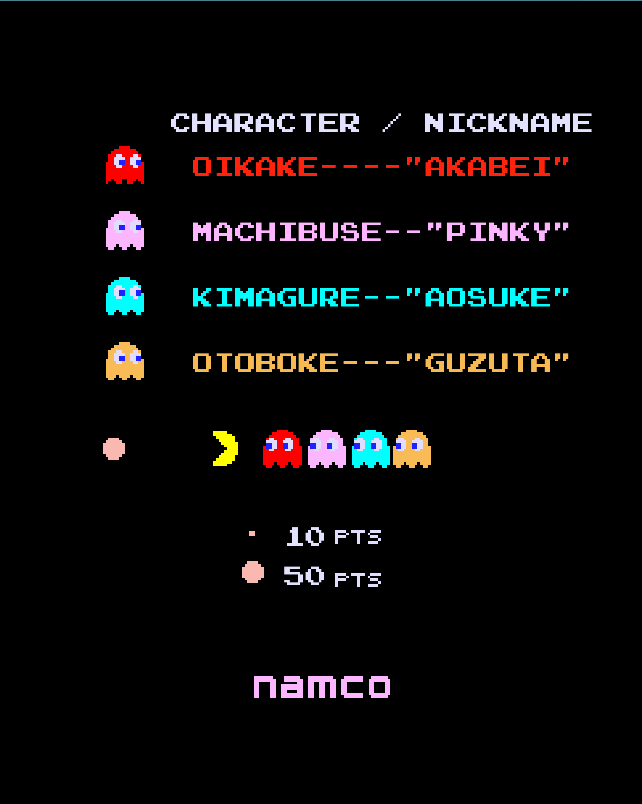 CHARACTER / NICKNAME
OIKAKE----"AKABEI"
MACHIBUSE--"PINKY"
KIMAGURE--"AOSUKE"
OTOBOKE---"GUZUTA"
10 PTS
50 PTS
namco